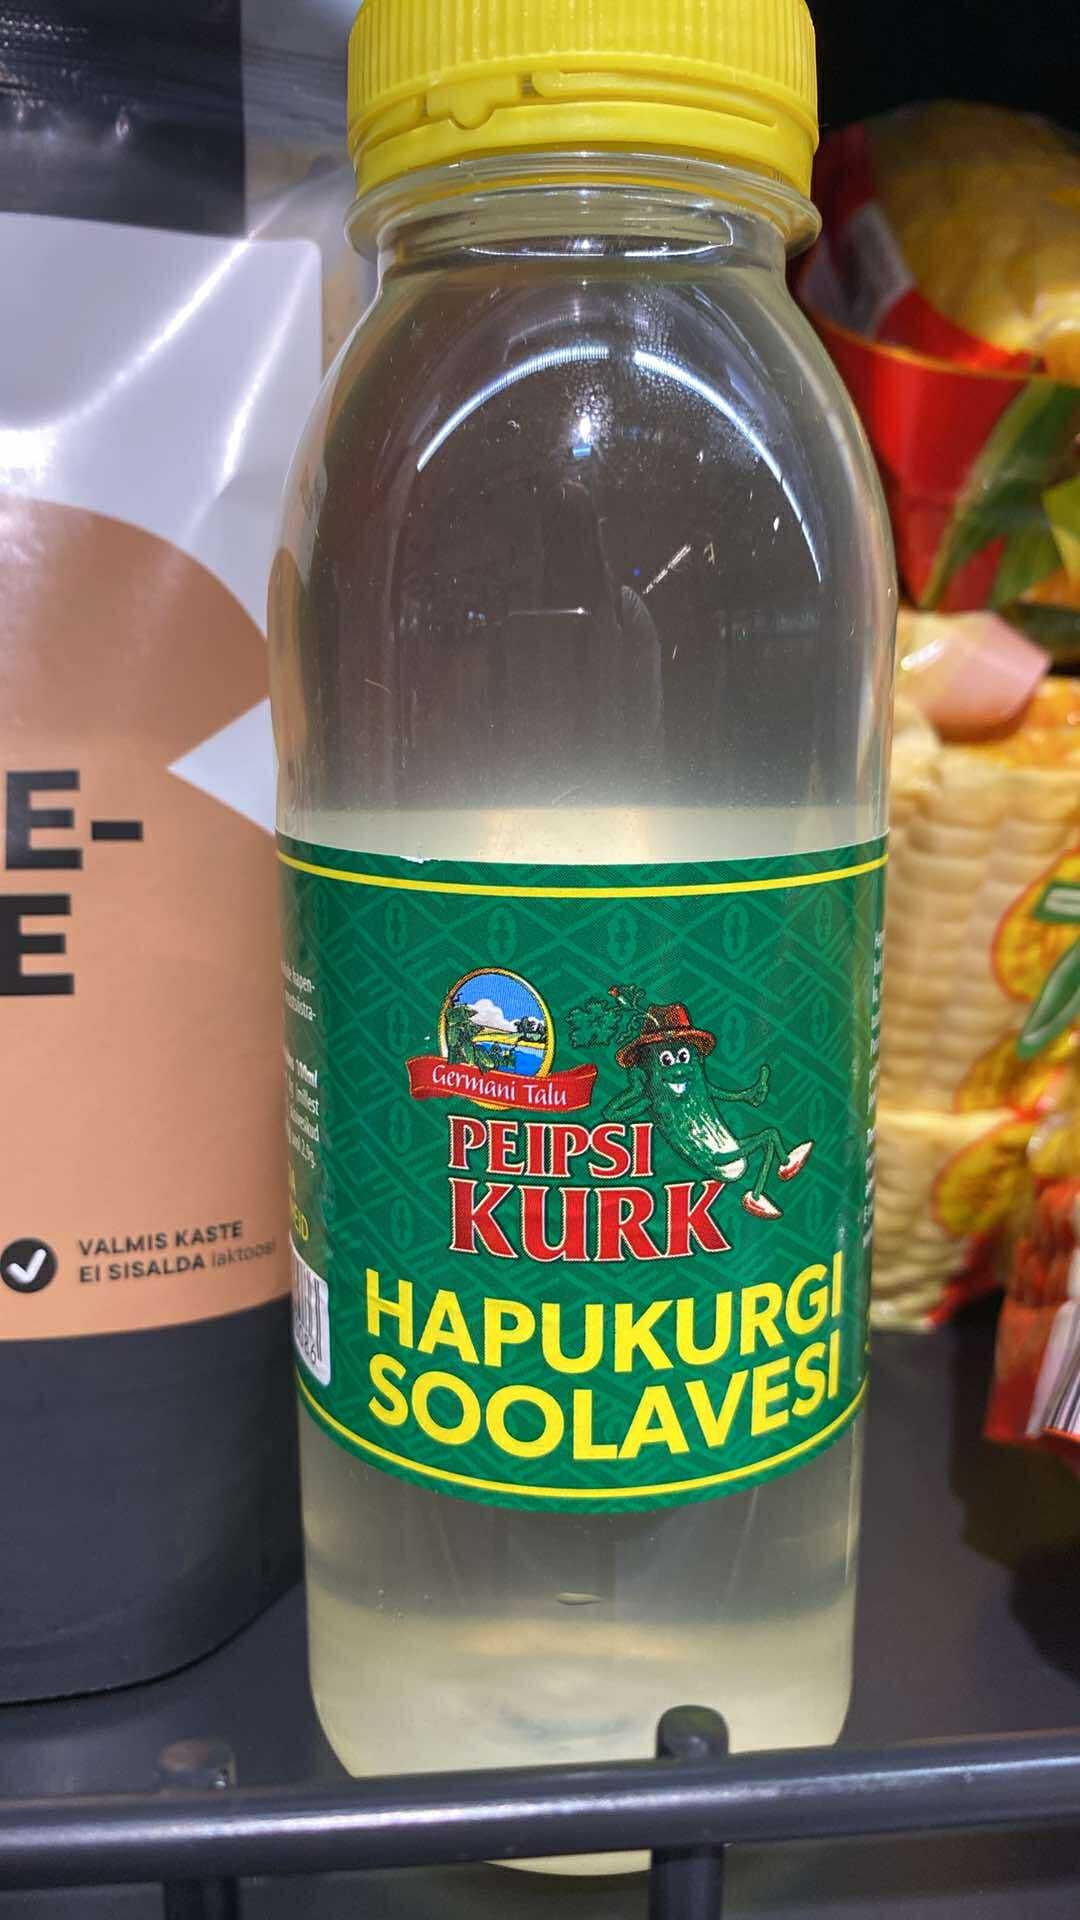 E-
E
VALMIS KASTE
EI SISALDA laktoosi
Germani Talu
PEIPSI
KURK
HAPUKURGI
SOOLAVESI